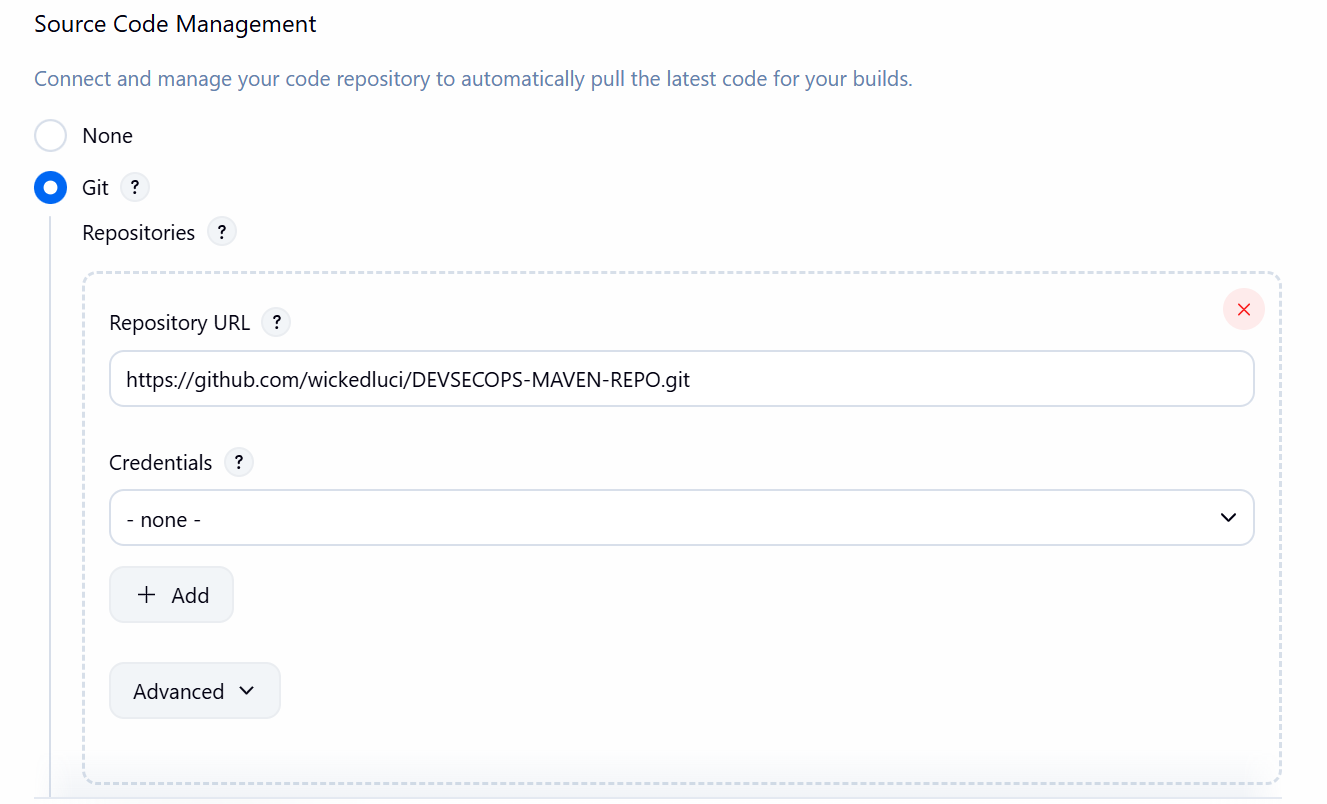 Source Code Management
Connect and manage your code repository to automatically pull the latest code for your builds.
None
Git ?
Repositories ?
Repository URL ?
https://github.com/wickedluci/DEVSECOPS-MAVEN-REPO.git
Credentials ?
- none -
+ Add
Advanced